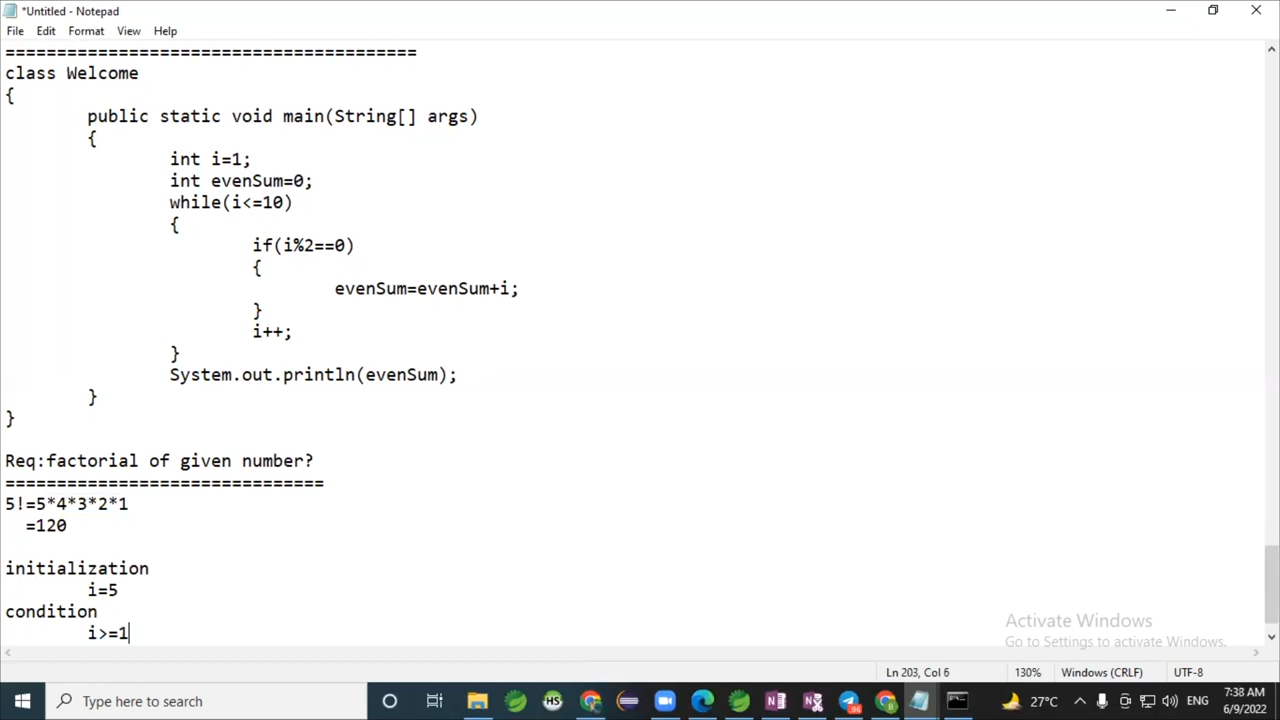 *Untitled - Notepad
File Edit Format View Help
========================================
class Welcome
{
public static void main(String[] args)
{
int i=1;
int evenSum=0;
while(i<=10)
{
if(i%2==0)
{
evenSum=evenSum+i;
}
i++;
}
System.out.println(evenSum);
}
}
Req:factorial of given number?
===============================
5!=5*4*3*2*1
=120
initialization
i=5
condition
i>=1
Activate Windows
Go to Settings to activate Windows.
Ln 203, Col 6 130% Windows (CRLF) UTF-8
Type here to search HS 96 B 27°C ENG 7:38 AM
6/9/2022